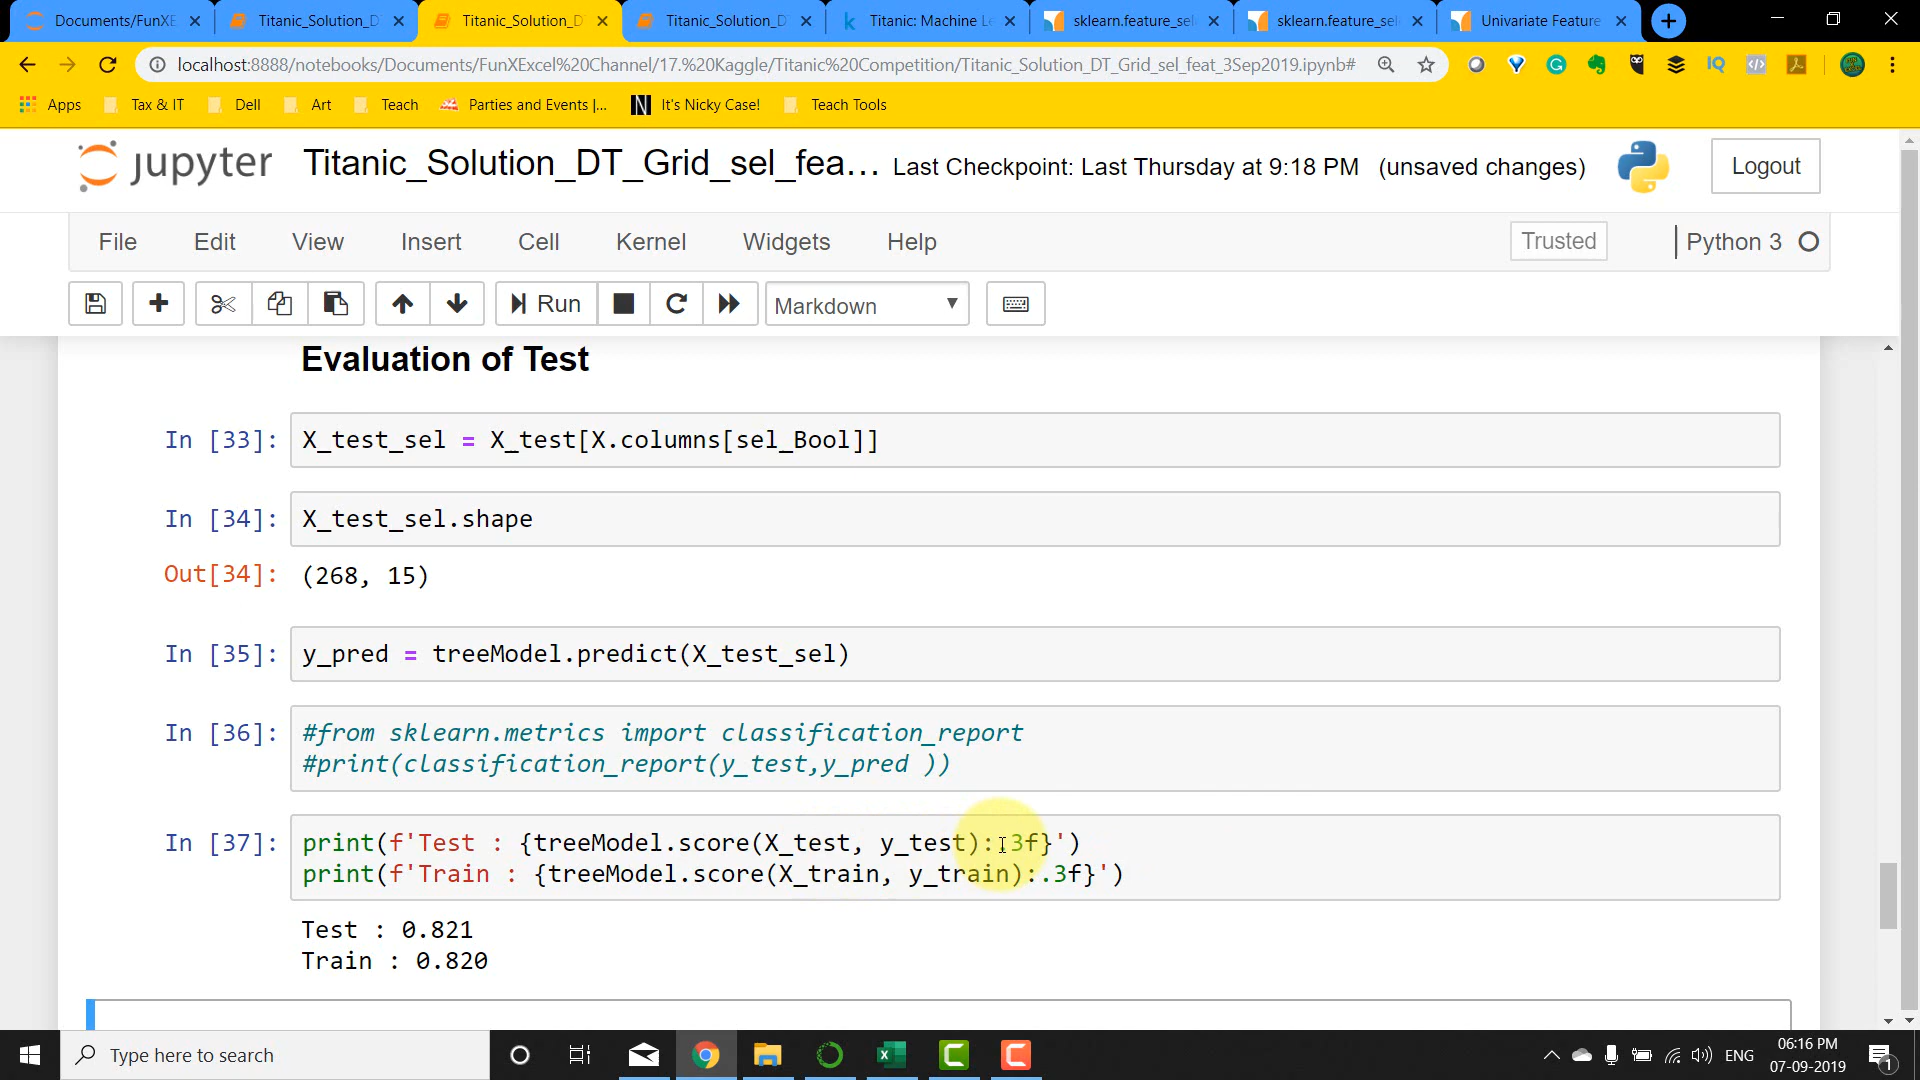 Documents/FunXE
Titanic_Solution_D
Titanic_Solution_D
Titanic_Solution_D
Titanic: Machine Le
sklearn.feature_sel
sklearn.feature_sel
Univariate Feature
localhost:8888/notebooks/Documents/FunXExcel%20Channel/17.%20Kaggle/Titanic%20Competition/Titanic_Solution_DT_Grid_sel_feat_3Sep2019.ipynb#
Apps
Tax & IT
Dell
Art
Teach
Parties and Events |...
It's Nicky Case!
Teach Tools
jupyter
Titanic_Solution_DT_Grid_sel_fea...
Last Checkpoint: Last Thursday at 9:18 PM (unsaved changes)
Logout
File Edit View Insert Cell Kernel Widgets Help
Trusted
Python 3
Run
Markdown
Evaluation of Test
In [33]: X_test_sel = X_test[X.columns[sel_Bool]]
In [34]: X_test_sel.shape
Out[34]: (268, 15)
In [35]: y_pred = treeModel.predict(X_test_sel)
In [36]: #from sklearn.metrics import classification_report
#print(classification_report(y_test,y_pred ))
In [37]: print(f'Test : {treeModel.score(X_test, y_test):.3f}')
print(f'Train : {treeModel.score(X_train, y_train):.3f}')
Test : 0.821
Train : 0.820
Type here to search
ENG
06:16 PM
07-09-2019
1